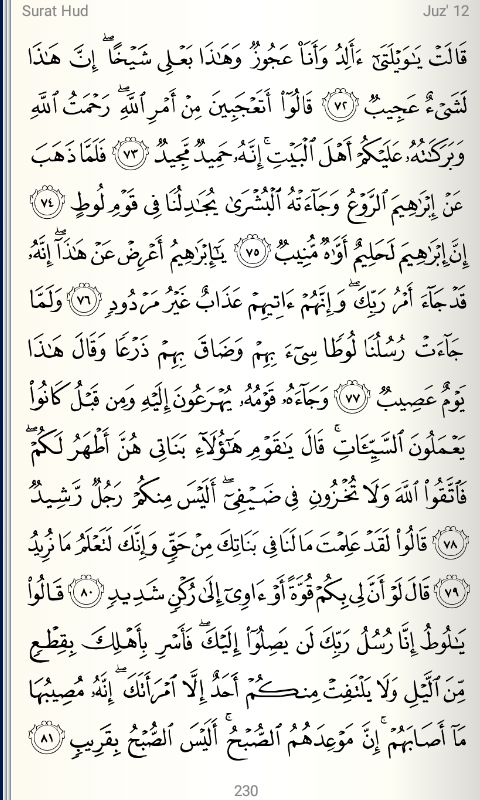 Surat Hud
Juz' 12
قَالَتْ يَٰوَيْلَتَىٰٓ ءَأَلِدُ وَأَنَا۠ عَجُوزٌ وَهَٰذَا بَعْلِى شَيْخًا ۖ إِنَّ هَٰذَا
لَشَىْءٌ عَجِيبٌ ٧٢ قَالُوٓا۟ أَتَعْجَبِينَ مِنْ أَمْرِ ٱللَّهِ ۖ رَحْمَتُ ٱللَّهِ
وَبَرَكَٰتُهُۥ عَلَيْكُمْ أَهْلَ ٱلْبَيْتِ ۚ إِنَّهُۥ حَمِيدٌ مَّجِيدٌ ٧٣ فَلَمَّا ذَهَبَ
عَنْ إِبْرَٰهِيمَ ٱلرَّوْعُ وَجَآءَتْهُ ٱلْبُشْرَىٰ يُجَٰدِلُنَا فِى قَوْمِ لُوطٍ ٧٤
إِنَّ إِبْرَٰهِيمَ لَحَلِيمٌ أَوَّٰهٌ مُّنِيبٌ ٧٥ يَٰٓإِبْرَٰهِيمُ أَعْرِضْ عَنْ هَٰذَآ ۖ إِنَّهُۥ
قَدْ جَآءَ أَمْرُ رَبِّكَ ۖ وَإِنَّهُمْ ءَاتِيهِمْ عَذَابٌ غَيْرُ مَرْدُودٍ ٧٦ وَلَمَّا
جَآءَتْ رُسُلُنَا لُوطًا سِىٓءَ بِهِمْ وَضَاقَ بِهِمْ ذَرْعًا وَقَالَ هَٰذَا
يَوْمٌ عَصِيبٌ ٧٧ وَجَآءَهُۥ قَوْمُهُۥ يُهْرَعُونَ إِلَيْهِ وَمِن قَبْلُ كَانُوا۟
يَعْمَلُونَ ٱلسَّيِّـَٔاتِ ۚ قَالَ يَٰقَوْمِ هَٰٓؤُلَآءِ بَنَاتِى هُنَّ أَطْهَرُ لَكُمْ ۖ
فَٱتَّقُوا۟ ٱللَّهَ وَلَا تُخْزُونِ فِى ضَيْفِىٓ ۖ أَلَيْسَ مِنكُمْ رَجُلٌ رَّشِيدٌ
٧٨ قَالُوا۟ لَقَدْ عَلِمْتَ مَا لَنَا فِى بَنَاتِكَ مِنْ حَقٍّ وَإِنَّكَ لَتَعْلَمُ مَا نُرِيدُ
٧٩ قَالَ لَوْ أَنَّ لِى بِكُمْ قُوَّةً أَوْ ءَاوِىٓ إِلَىٰ رُكْنٍ شَدِيدٍ ٨٠ قَالُوا۟
يَٰلُوطُ إِنَّا رُسُلُ رَبِّكَ لَن يَصِلُوٓا۟ إِلَيْكَ ۖ فَأَسْرِ بِأَهْلِكَ بِقِطْعٍ
مِّنَ ٱلَّيْلِ وَلَا يَلْتَفِتْ مِنكُمْ أَحَدٌ إِلَّا ٱمْرَأَتَكَ ۖ إِنَّهُۥ مُصِيبُهَا
مَآ أَصَابَهُمْ ۚ إِنَّ مَوْعِدَهُمُ ٱلصُّبْحُ ۚ أَلَيْسَ ٱلصُّبْحُ بِقَرِيبٍ ٨١
230